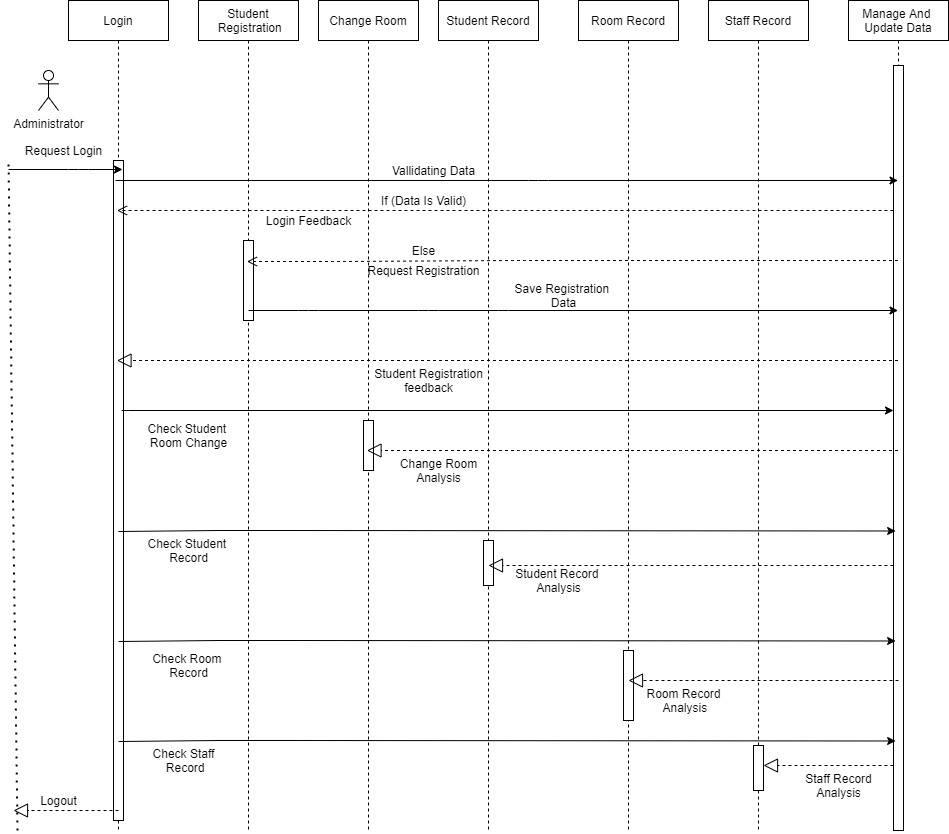 Login
Student
Registration
Change Room
Student Record
Room Record
Staff Record
Manage And
Update Data
Administrator
Request Login
Vallidating Data
If (Data Is Valid)
Login Feedback
Else
Request Registration
Save Registration
Data
Student Registration
feedback
Check Student
Room Change
Change Room
Analysis
Check Student
Record
Student Record
Analysis
Check Room
Record
Room Record
Analysis
Check Staff
Record
Staff Record
Analysis
Logout